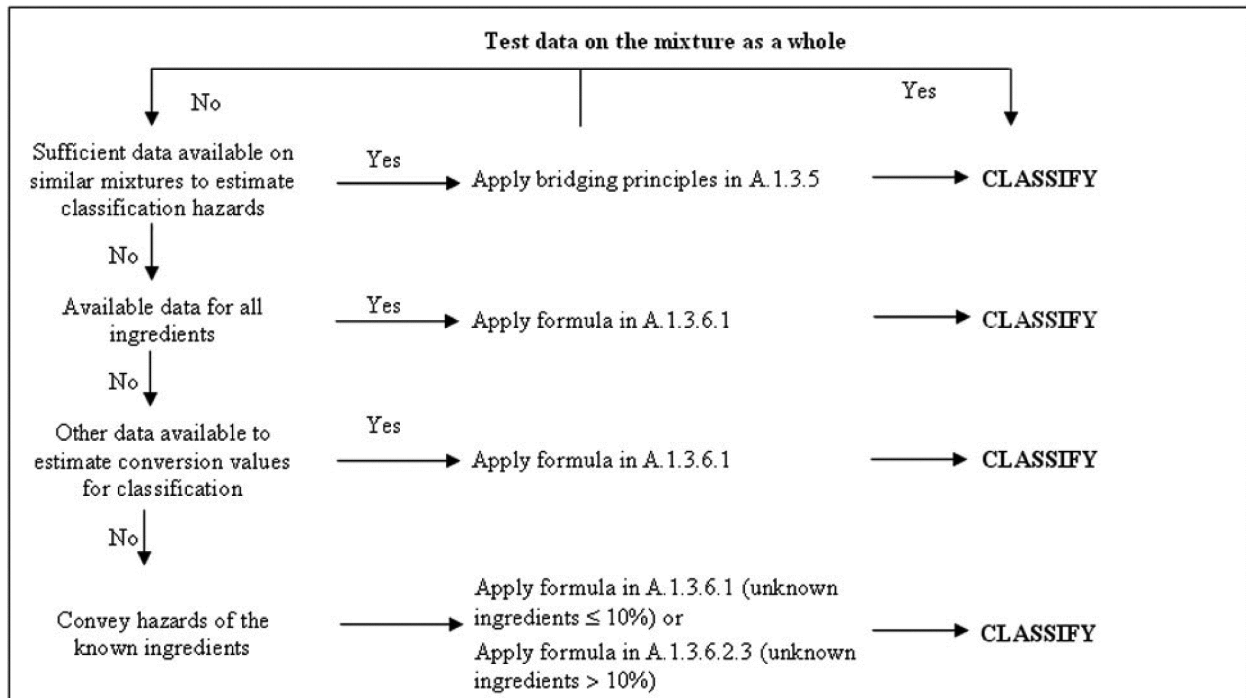 Test data on the mixture as a whole
No
Yes
Sufficient data available on
similar mixtures to estimate
classification hazards
Yes
Apply bridging principles in A.1.3.5
CLASSIFY
No
Available data for all
ingredients
Yes
Apply formula in A.1.3.6.1
CLASSIFY
No
Other data available to
estimate conversion values
for classification
Yes
Apply formula in A.1.3.6.1
CLASSIFY
No
Convey hazards of the
known ingredients
Apply formula in A.1.3.6.1 (unknown
ingredients ≤ 10%) or
Apply formula in A.1.3.6.2.3 (unknown
ingredients > 10%)
CLASSIFY